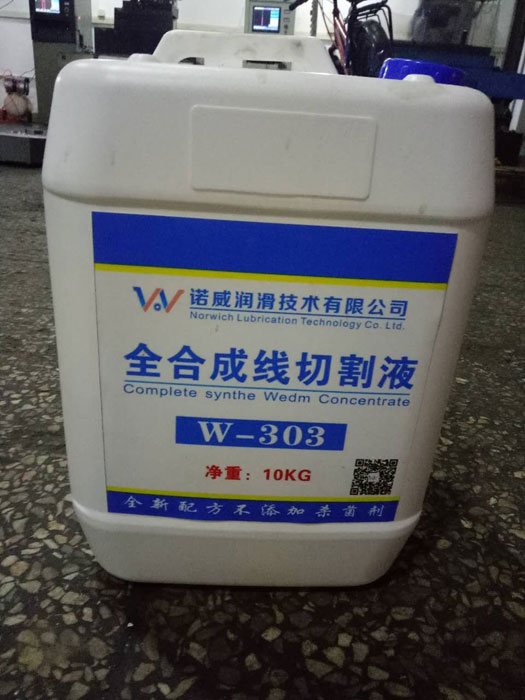 诺威润滑技术有限公司
Norwich Lubrication Technology Co. Ltd.
全合成线切割液
Complete synthe Wedm Concentrate
W-303
净重：10KG
全新配方不添加杀菌剂